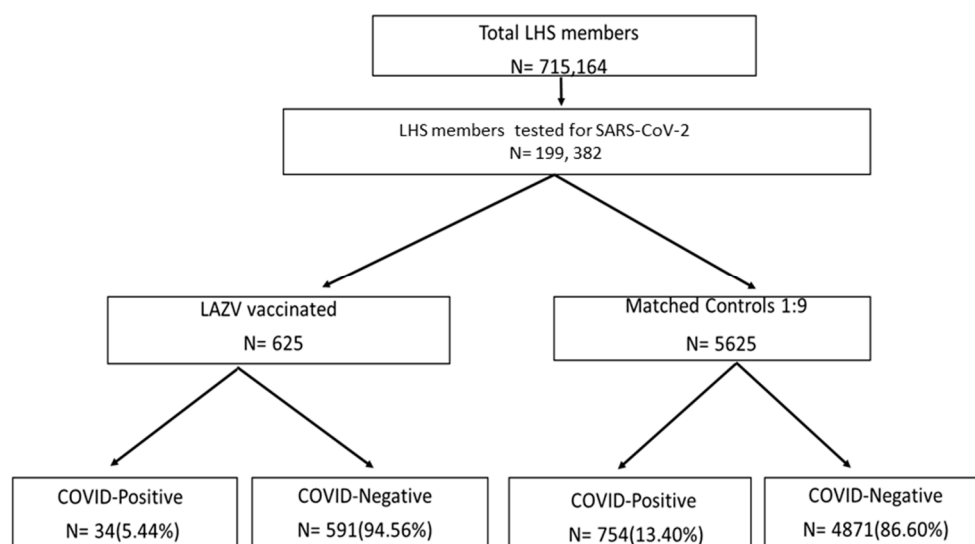 Total LHS members
N= 715,164
LHS members  tested for SARS-CoV-2
N= 199, 382
LAZV vaccinated
N= 625
Matched Controls 1:9
N= 5625
COVID-Positive
N= 34(5.44%)
COVID-Negative
N= 591(94.56%)
COVID-Positive
N= 754(13.40%)
COVID-Negative
N= 4871(86.60%)